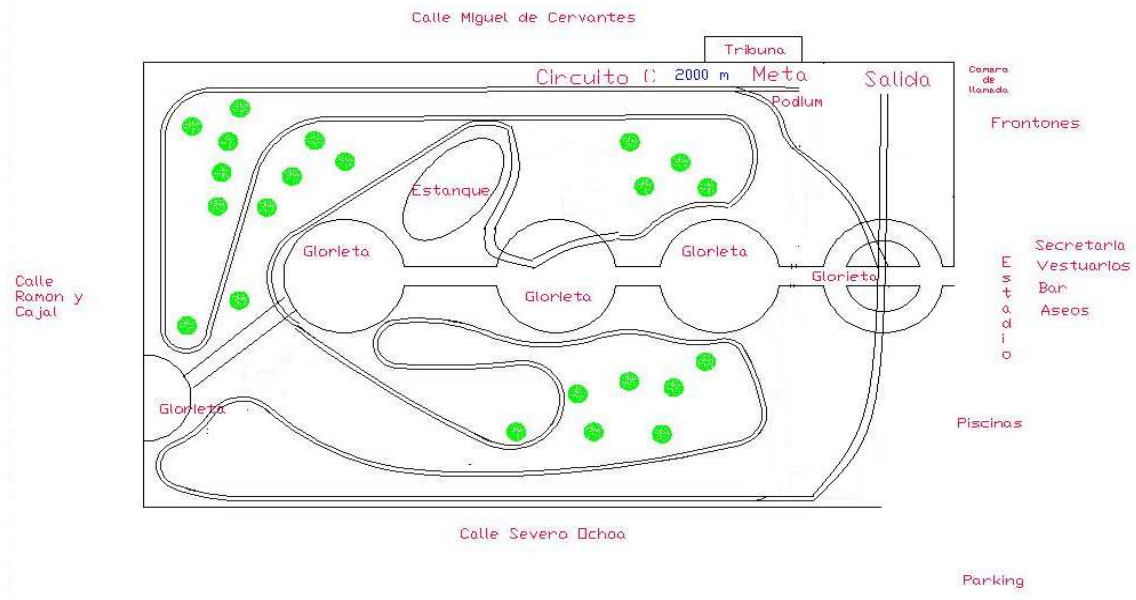 Calle MIguel de Cervantes
Tribuna
Circuito () 2000 m
Meta
Salida
Camara
de
llamada
Podium
Frontones
Estanque
Glorieta
Glorieta
Glorieta
Glorieta
Glorieta
Estadio
Secretaria
Vestuarios
Bar
Aseos
Calle
Ramon y
Cajal
Piscinas
Calle Severo Ochoa
Parking